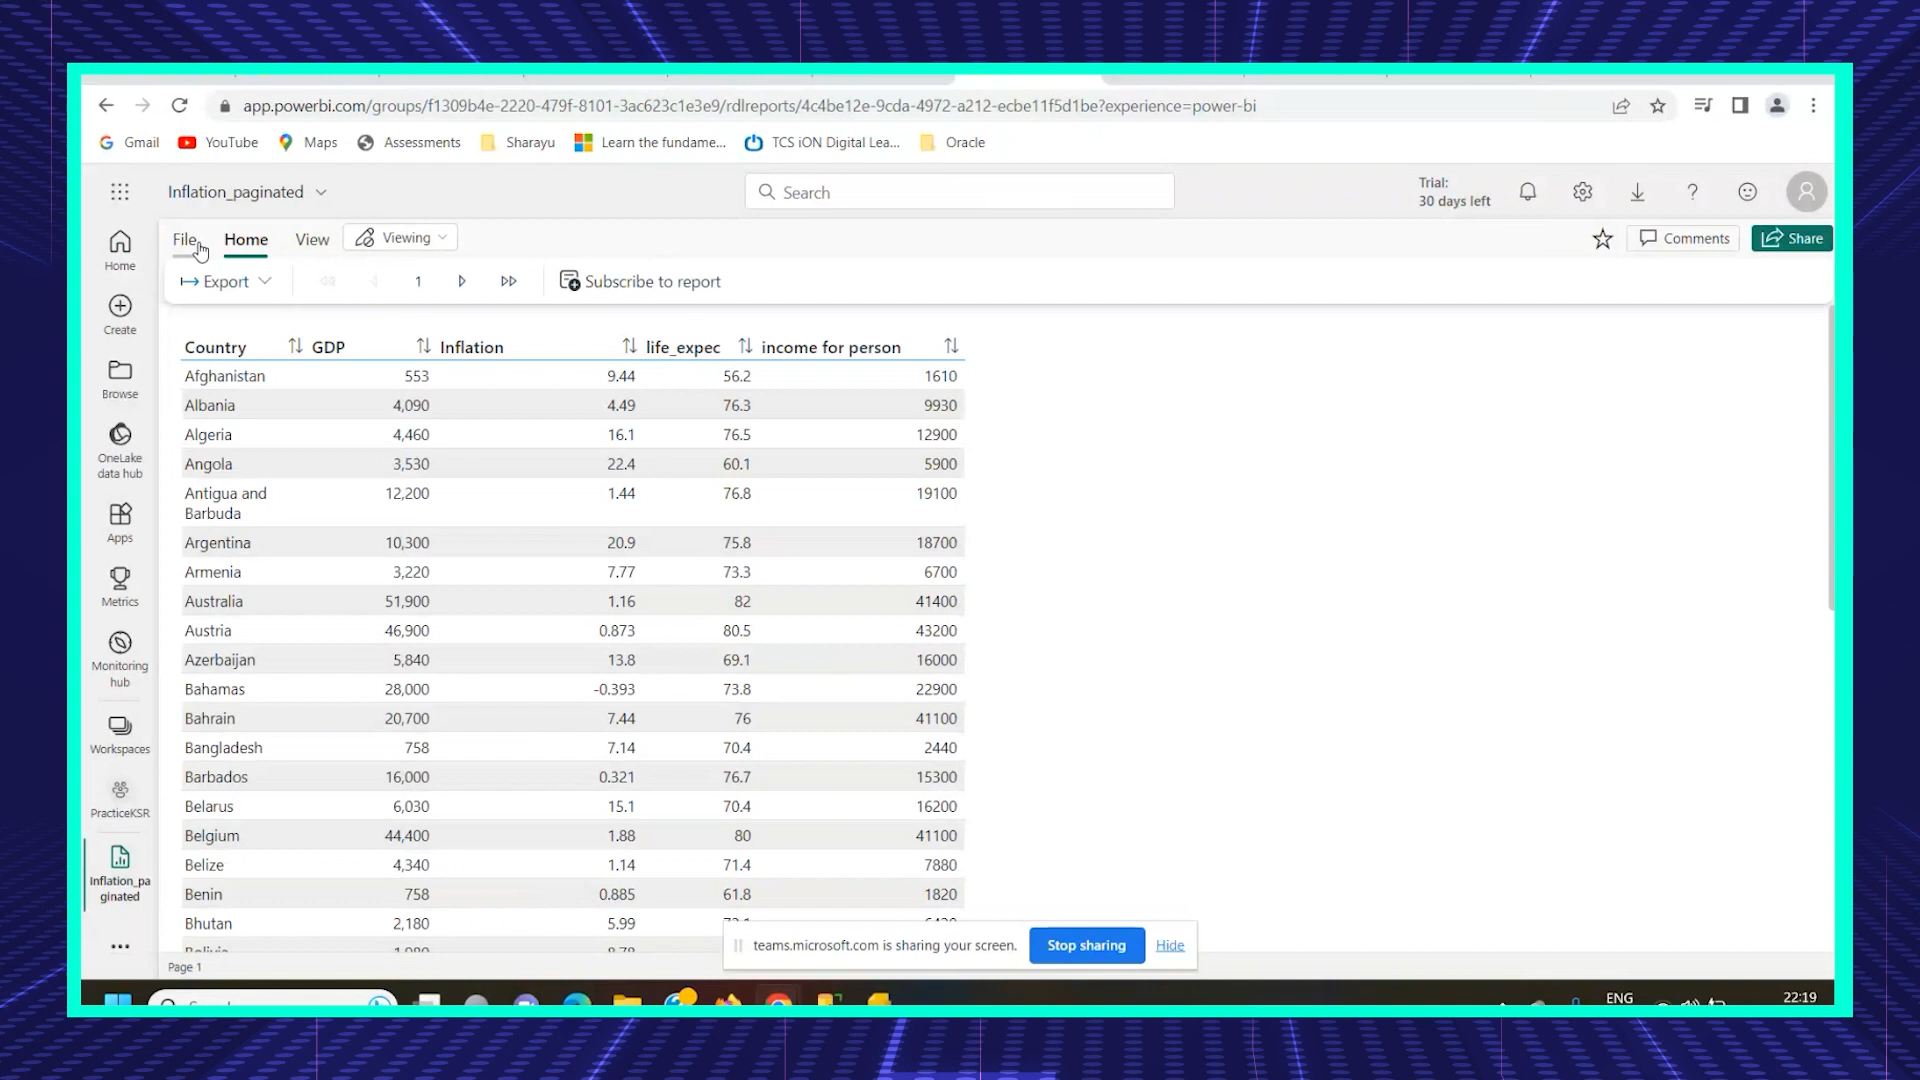 app.powerbi.com/groups/f1309b4e-2220-479f-8101-3ac623c1e3e9/rdlreports/4c4be12e-9cda-4972-a212-ecbe11f5d1be?experience=power-bi
Gmail YouTube Maps Assessments Sharayu Learn the fundame... TCS iON Digital Lea... Oracle
Inflation_paginated Search Trial: 30 days left
File Home View Viewing Comments Share
Export 1 Subscribe to report
Home
Create
Browse
OneLake
data hub
Apps
Metrics
Monitoring
hub
Workspaces
PracticeKSR
Inflation_pa
ginated
Country GDP Inflation life_expec income for person
Afghanistan 553 9.44 56.2 1610
Albania 4,090 4.49 76.3 9930
Algeria 4,460 16.1 76.5 12900
Angola 3,530 22.4 60.1 5900
Antigua and 12,200 1.44 76.8 19100
Barbuda
Argentina 10,300 20.9 75.8 18700
Armenia 3,220 7.77 73.3 6700
Australia 51,900 1.16 82 41400
Austria 46,900 0.873 80.5 43200
Azerbaijan 5,840 13.8 69.1 16000
Bahamas 28,000 -0.393 73.8 22900
Bahrain 20,700 7.44 76 41100
Bangladesh 758 7.14 70.4 2440
Barbados 16,000 0.321 76.7 15300
Belarus 6,030 15.1 70.4 16200
Belgium 44,400 1.88 80 41100
Belize 4,340 1.14 71.4 7880
Benin 758 0.885 61.8 1820
Bhutan 2,180 5.99
teams.microsoft.com is sharing your screen. Stop sharing Hide
Page 1
ENG 22:19